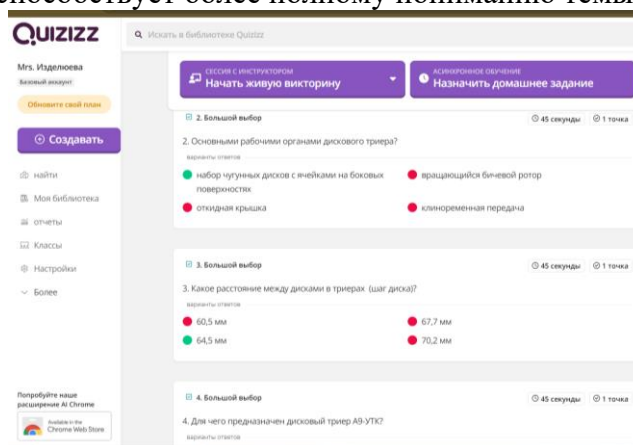 способствует более полному пониманию темы
QUIZIZZ
Искать в библиотеке Quizizz
Mrs. Изделюева
Базовый аккаунт
Обновите свой план
Создавать
найти
Моя библиотека
отчеты
Классы
Настройки
Более
Попробуйте наше
расширение AI Chrome
Available in the
Chrome Web Store
СЕССИЯ С ИНСТРУКТОРОМ
Начать живую викторину
АСИНХРОННОЕ ОБУЧЕНИЕ
Назначить домашнее задание
2. Большой выбор
45 секунды
1 точка
2. Основными рабочими органами дискового триера?
варианты ответов
набор чугунных дисков с ячейками на боковых
поверхностях
вращающийся бичевой ротор
откидная крышка
клиноременная передача
3. Большой выбор
45 секунды
1 точка
3. Какое расстояние между дисками в триерах (шаг диска)?
варианты ответов
60,5 мм
67,7 мм
64,5 мм
70,2 мм
4. Большой выбор
45 секунды
1 точка
4. Для чего предназначен дисковый триер А9-УТК?
варианты ответов